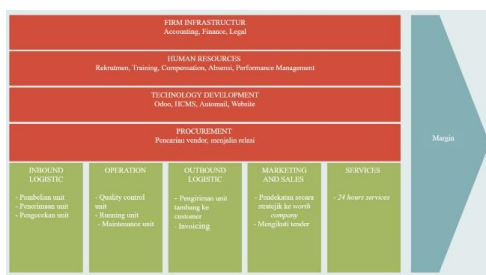 FIRM INFRASTRUCTUR
Accounting, Finance, Legal
HUMAN RESOURCES
Rekrutmen, Training, Compensation, Absensi, Performance Management
TECHNOLOGY DEVELOPMENT
Odoo, HCMS, Automail, Website
PROCUREMENT
Pencarian vendor, menjalin relasi
Margin
INBOUND
LOGISTIC
- Pembelian unit
- Penerimaan unit
- Pengecekan unit
OPERATION
- Quality control
unit
- Running unit
- Maintenance unit
OUTBOUND
LOGISTIC
- Pengiriman unit
tambang ke
customer
- Invoicing
MARKETING
AND SALES
- Pendekatan secara
strategik ke worth
company
- Mengikuti tender
SERVICES
- 24 hours services